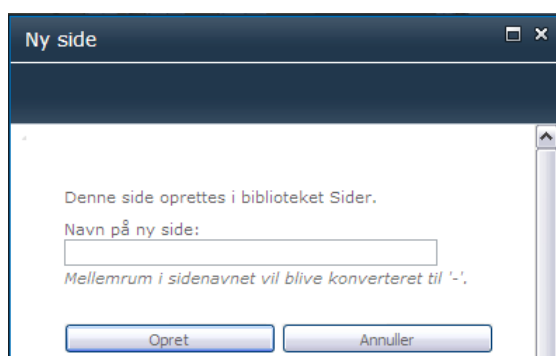 Ny side
Denne side oprettes i biblioteket Sider.
Navn på ny side:
Mellemrum i sidenavnet vil blive konverteret til '-'.
Opret Annuller